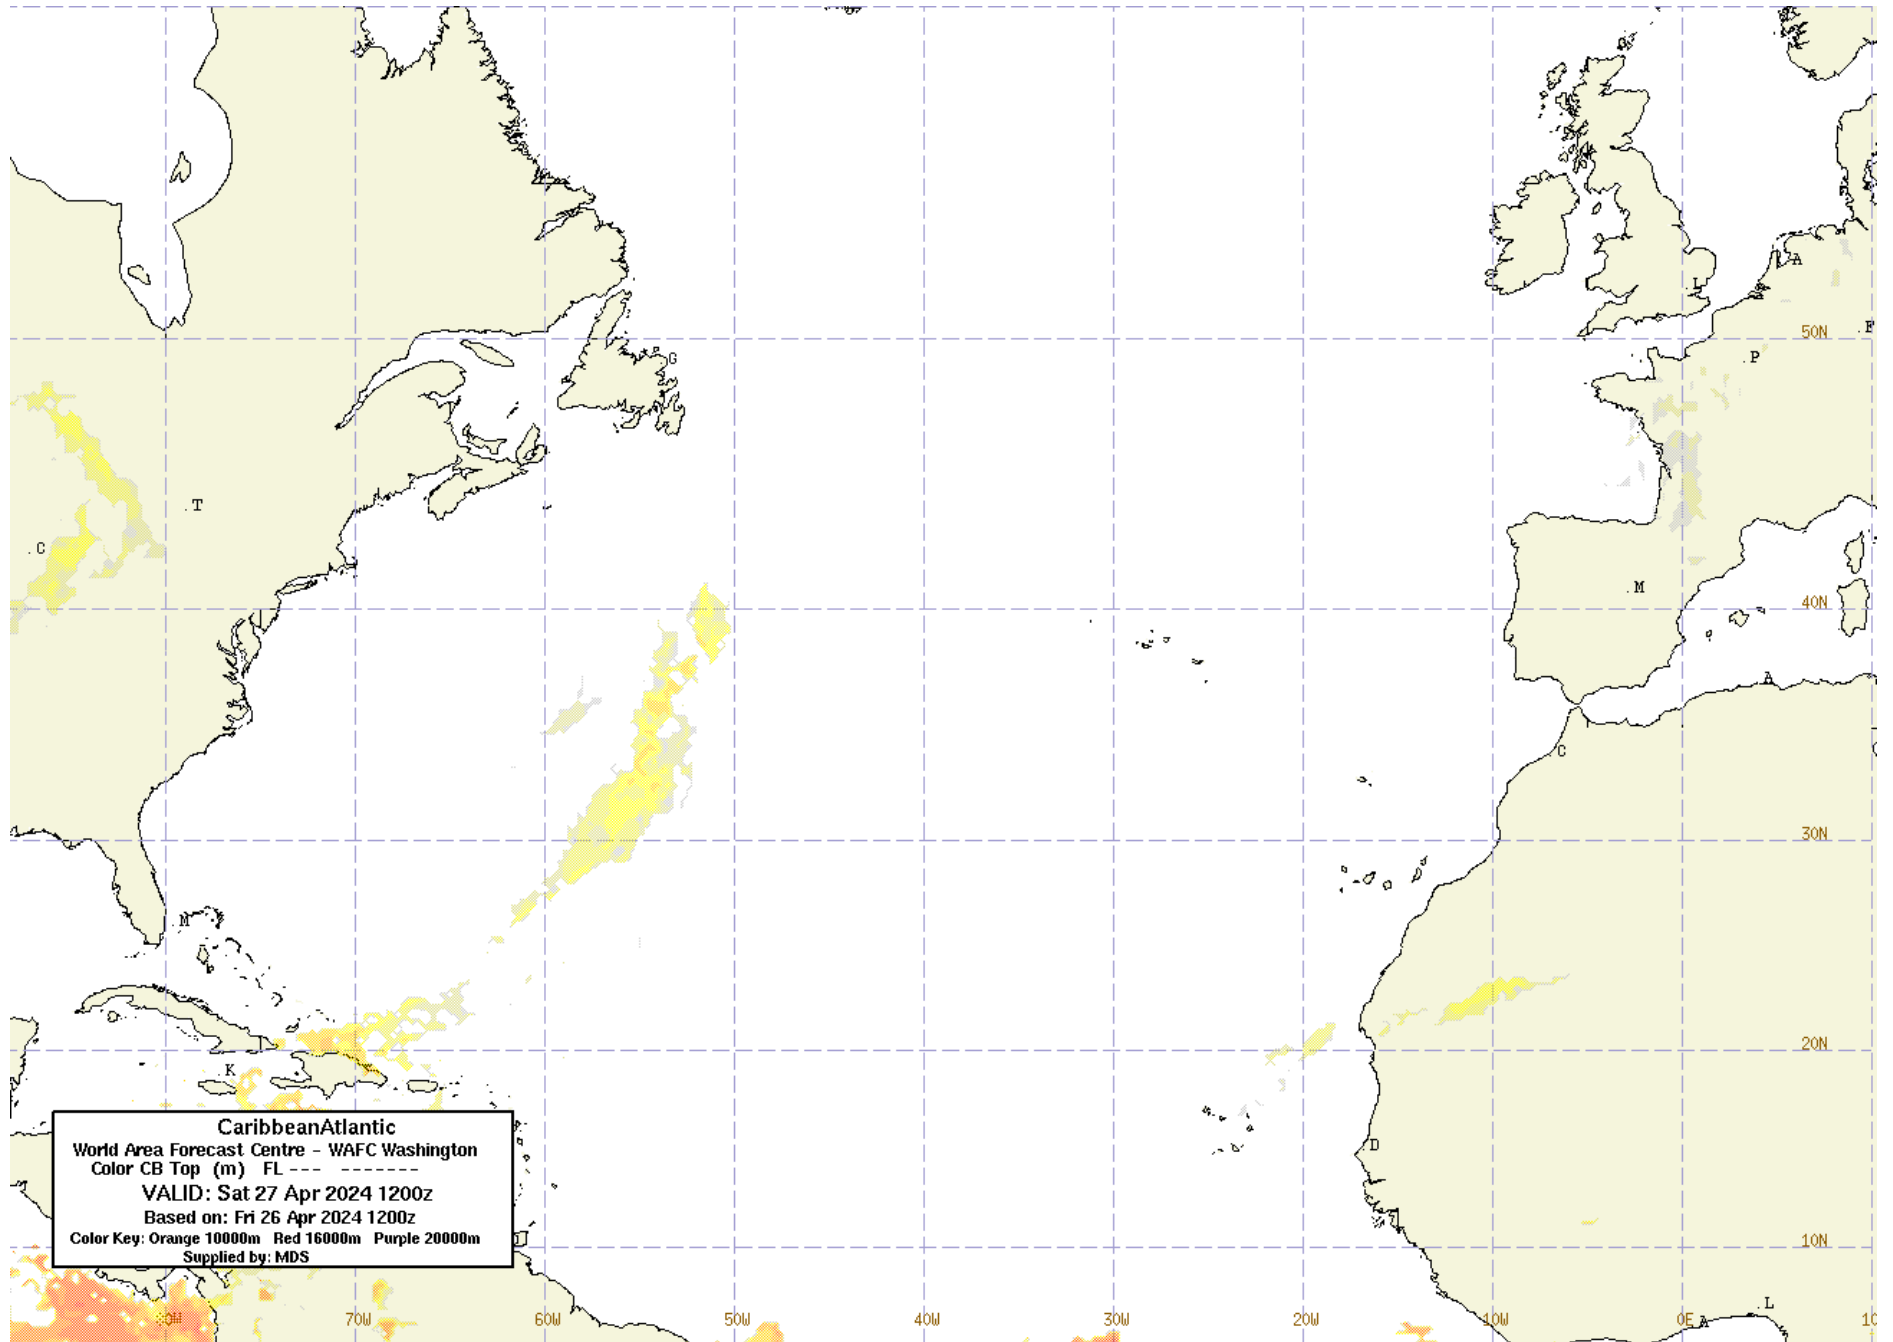 .A
.L
50N
.F
.G
.P
.T
.C
.M
40N
A
C
30N
M
20N
K
CaribbeanAtlantic
World Area Forecast Centre - WAFC Washington
Color CB Top (m) FL --- -------
VALID: Sat 27 Apr 2024 1200z
Based on: Fri 26 Apr 2024 1200z
Color Key: Orange 10000m Red 16000m Purple 20000m
Supplied by: MDS
D
10N
.L
70W
60W
50W
40W
30W
20W
10W
0E
A